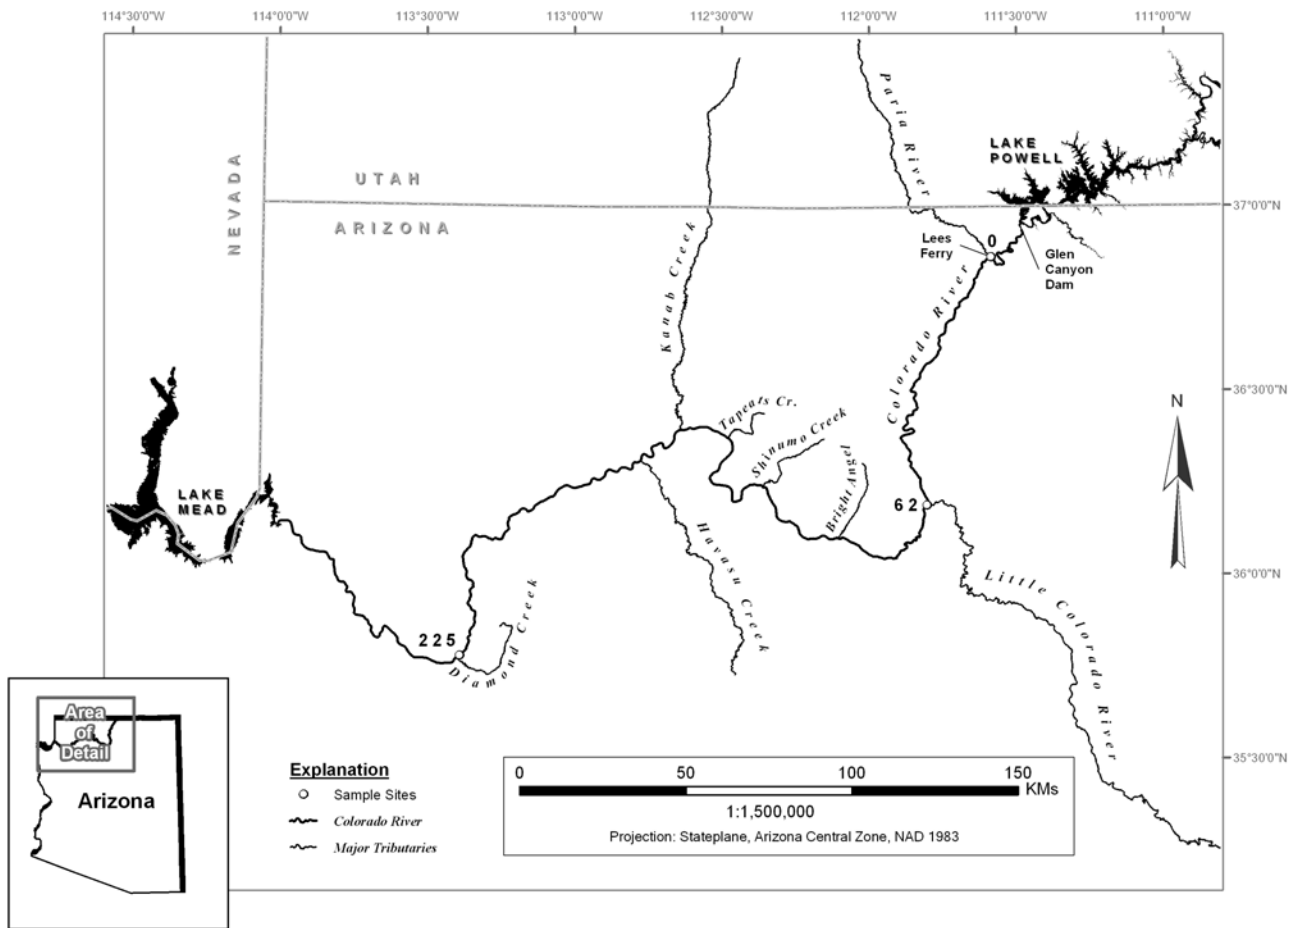 114°30'0"W
114°0'0"W
113°30'0"W
113°0'0"W
112°30'0"W
112°0'0"W
111°30'0"W
111°0'0"W
Paria River
LAKE
POWELL
NEVADA
UTAH
ARIZONA
37°0'0"N
Kanab Creek
Lees
Ferry
0
Glen
Canyon
Dam
Colorado River
36°30'0"N
N
Tapeats Cr.
Shinumo Creek
Bright Angel
62
LAKE
MEAD
Havasu Creek
36°0'0"N
Little Colorado River
225
Diamond Creek
35°30'0"N
Area
of
Detail
Arizona
Explanation
Sample Sites
Colorado River
Major Tributaries
0
50
100
150
KMs
1:1,500,000
Projection: Stateplane, Arizona Central Zone, NAD 1983